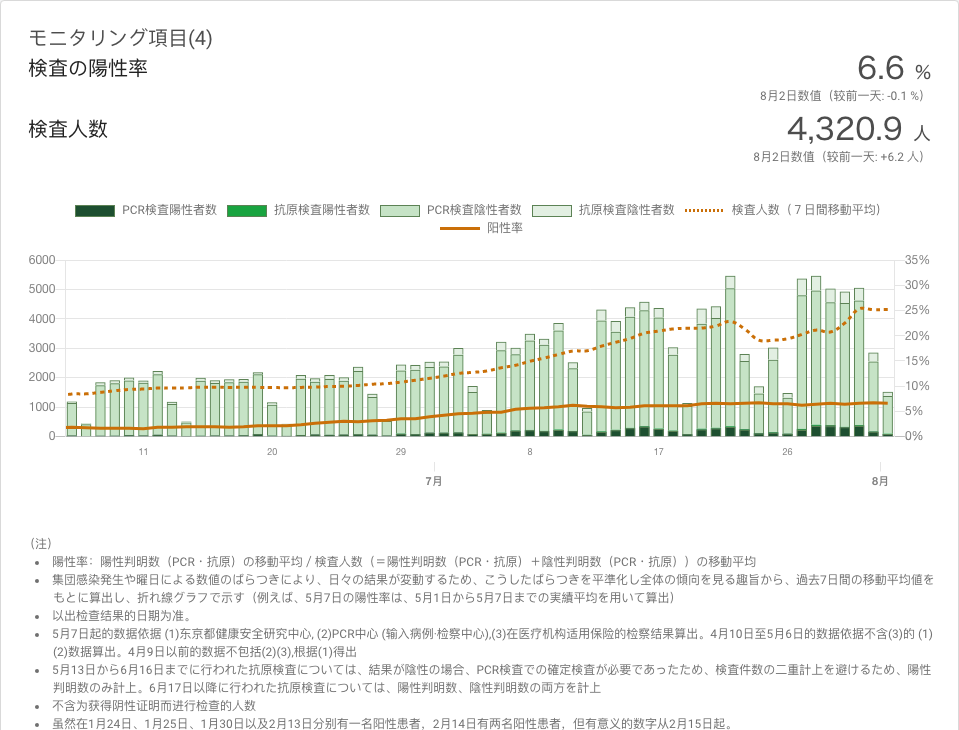 モニタリング項目(4)
検査の陽性率
6.6 %
8月2日数值（较前一天: -0.1 %）
検査人数
4,320.9 人
8月2日数值（较前一天: +6.2 人）
PCR検査陽性者数 抗原検査陽性者数 PCR検査陰性者数 抗原検査陰性者数 検査人数（７日間移動平均）
阳性率
6000 35%
5000 30%
4000 25%
20%
3000 15%
2000 10%
1000 5%
0 0%
11 20 29 8 17 26
7月 8月
（注）
陽性率：陽性判明数（PCR・抗原）の移動平均 / 検査人数（＝陽性判明数（PCR・抗原）＋陰性判明数（PCR・抗原））の移動平均
集団感染発生や曜日による数値のばらつきにより、日々の結果が変動するため、こうしたばらつきを平準化し全体の傾向を見る趣旨から、過去7日間の移動平均値を
もとに算出し、折れ線グラフで示す（例えば、5月7日の陽性率は、5月1日から5月7日までの実績平均を用いて算出）
以出检查结果的日期为准。
5月7日起的数据依据 (1)东京都健康安全研究中心, (2)PCR中心 (输入病例·检察中心),(3)在医疗机构适用保险的检察结果算出。4月10日至5月6日的数据依据不含(3)的 (1)
(2)数据算出。4月9日以前的数据不包括(2)(3),根据(1)得出
5月13日から6月16日までに行われた抗原検査については、結果が陰性の場合、PCR検査での確定検査が必要であったため、検査件数の二重計上を避けるため、陽性
判明数のみ計上。6月17日以降に行われた抗原検査については、陽性判明数、陰性判明数の両方を計上
不含为获得阴性证明而进行检查的人数
虽然在1月24日、1月25日、1月30日以及2月13日分别有一名阳性患者，2月14日有两名阳性患者，但有意义的数字从2月15日起。